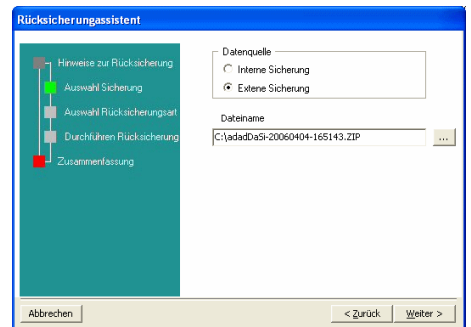 Rücksicherungassistent
Hinweise zur Rücksicherung
Auswahl Sicherung
Auswahl Rücksicherungsart
Durchführen Rücksicherung
Zusammenfassung
Datenquelle
Interne Sicherung
Extene Sicherung
Dateiname
C:\adadDaSi-20060404-165143.ZIP
...
Abbrechen
< Zurück
Weiter >